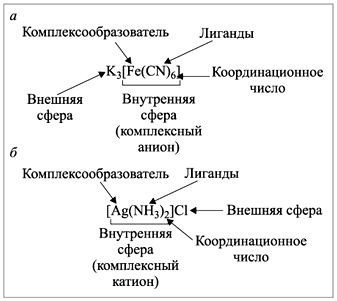 а
Комплексообразователь
Лиганды
K₃[Fe(CN)₆]
Координационное
число
Внешняя
сфера
Внутренняя
сфера
(комплексный
анион)
б
Комплексообразователь
Лиганды
[Ag(NH₃)₂]Cl
Внешняя сфера
Внутренняя
сфера
(комплексный
катион)
Координационное
число